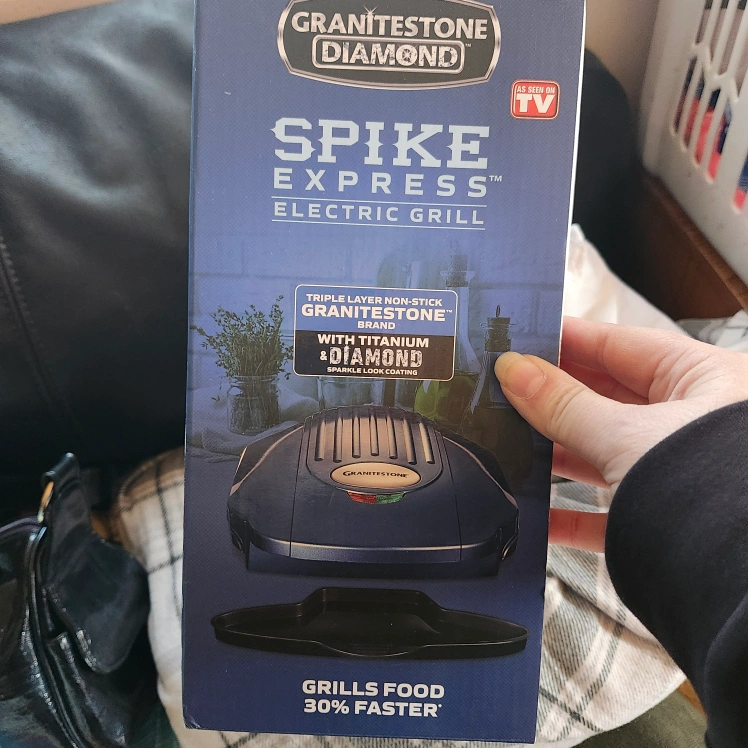 GRANITESTONE
DIAMOND™
AS SEEN ON
TV
SPIKE
EXPRESS™
ELECTRIC GRILL
TRIPLE LAYER NON-STICK
GRANITESTONE™
BRAND
WITH TITANIUM
& DIAMOND
SPARKLE LOOK COATING
GRANITESTONE
GRILLS FOOD
30% FASTER*